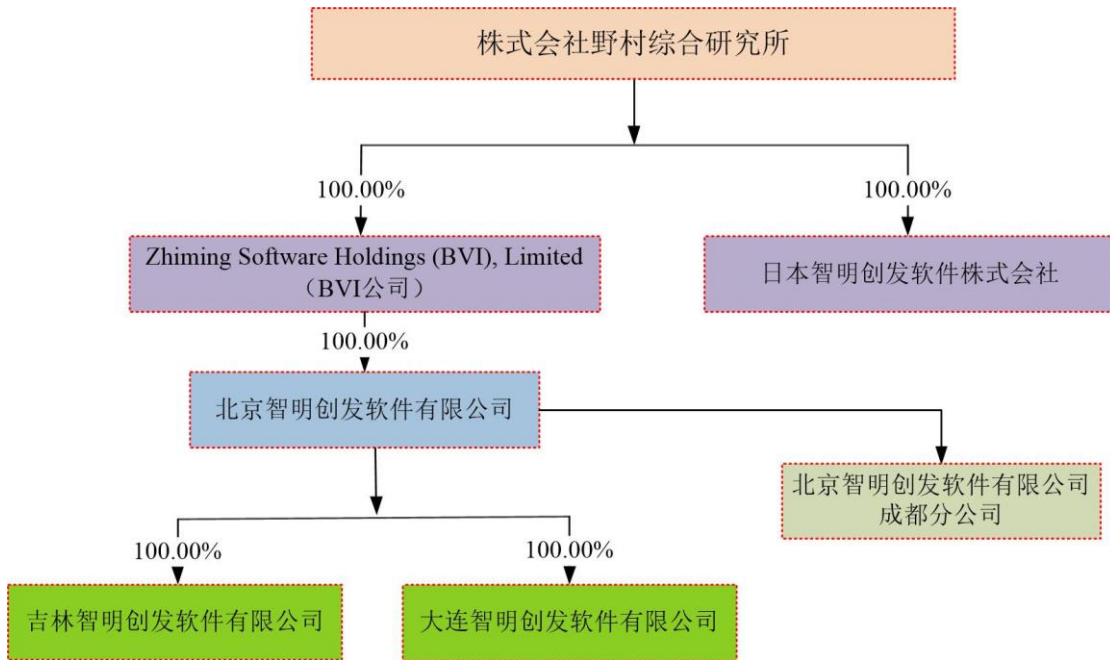 株式会社野村综合研究所
100.00%
100.00%
Zhiming Software Holdings (BVI), Limited
（BVI公司）
日本智明创发软件株式会社
100.00%
北京智明创发软件有限公司
北京智明创发软件有限公司
成都分公司
100.00%
100.00%
吉林智明创发软件有限公司
大连智明创发软件有限公司